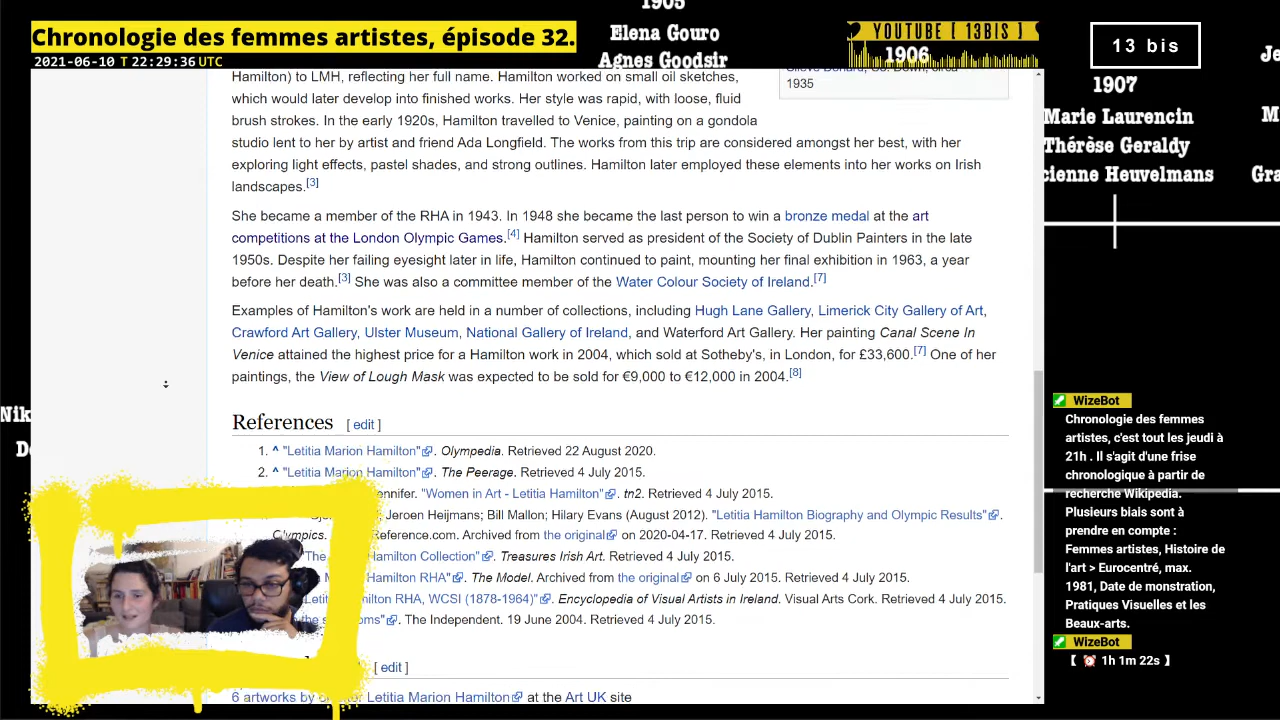 1905
Elena Gouro
Agnes Goodsir
Chronologie des femmes artistes, épisode 32.
2021-06-10 T 22:29:36 UTC
YOUTUBE [ 13BIS ]
1906
13 bis
1907
Marie Laurencin
Thérèse Geraldy
cienne Heuvelmans
Hamilton) to LMH, reflecting her full name. Hamilton worked on small oil sketches,
which would later develop into finished works. Her style was rapid, with loose, fluid
brush strokes. In the early 1920s, Hamilton travelled to Venice, painting on a gondola
studio lent to her by artist and friend Ada Longfield. The works from this trip are considered amongst her best, with her
exploring light effects, pastel shades, and strong outlines. Hamilton later employed these elements into her works on Irish
landscapes.[3]
1935
She became a member of the RHA in 1943. In 1948 she became the last person to win a bronze medal at the art
competitions at the London Olympic Games.[4] Hamilton served as president of the Society of Dublin Painters in the late
1950s. Despite her failing eyesight later in life, Hamilton continued to paint, mounting her final exhibition in 1963, a year
before her death.[3] She was also a committee member of the Water Colour Society of Ireland.[7]
Examples of Hamilton's work are held in a number of collections, including Hugh Lane Gallery, Limerick City Gallery of Art,
Crawford Art Gallery, Ulster Museum, National Gallery of Ireland, and Waterford Art Gallery. Her painting Canal Scene In
Venice attained the highest price for a Hamilton work in 2004, which sold at Sotheby's, in London, for £33,600.[7] One of her
paintings, the View of Lough Mask was expected to be sold for €9,000 to €12,000 in 2004.[8]
References [ edit ]
1. ^ "Letitia Marion Hamilton". Olympedia. Retrieved 22 August 2020.
2. ^ "Letitia Marion Hamilton". The Peerage. Retrieved 4 July 2015.
ennifer. "Women in Art - Letitia Hamilton". tn2. Retrieved 4 July 2015.
Jeroen Heijmans; Bill Mallon; Hilary Evans (August 2012). "Letitia Hamilton Biography and Olympic Results".
Reference.com. Archived from the original on 2020-04-17. Retrieved 4 July 2015.
Hamilton Collection". Treasures Irish Art. Retrieved 4 July 2015.
Hamilton RHA". The Model. Archived from the original on 6 July 2015. Retrieved 4 July 2015.
RHA, WCSI (1878-1964)". Encyclopedia of Visual Artists in Ireland. Visual Arts Cork. Retrieved 4 July 2015.
The Independent. 19 June 2004. Retrieved 4 July 2015.
[ edit ]
6 artworks by Letitia Marion Hamilton at the Art UK site
WizeBot
Chronologie des femmes
artistes, c'est tout les jeudi à
21h . Il s'agit d'une frise
chronologique à partir de
recherche Wikipedia.
Plusieurs biais sont à
prendre en compte :
Femmes artistes, Histoire de
l'art > Eurocentré, max.
1981, Date de monstration,
Pratiques Visuelles et les
Beaux-arts.
WizeBot
【 ⏰ 1h 1m 22s 】